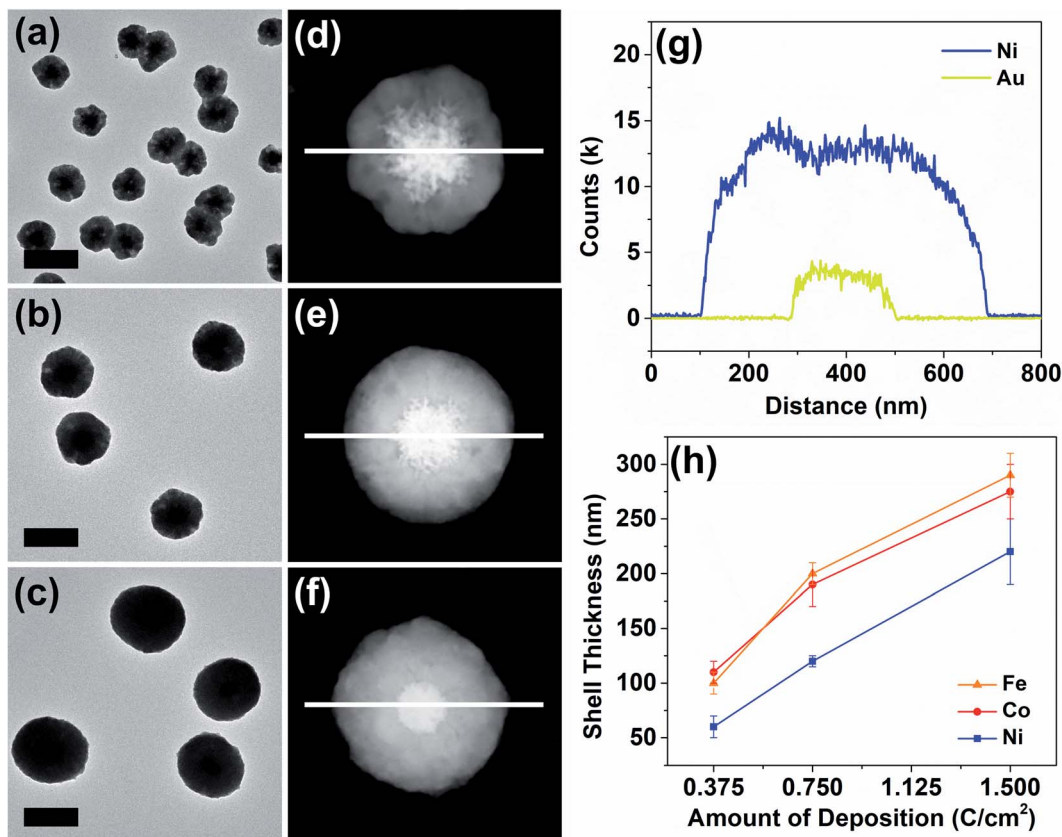 (a)
(b)
(c)
(d)
(e)
(f)
(g)
Ni
Au
Counts (k)
20
15
10
5
0
0 200 400 600 800
Distance (nm)
(h)
Shell Thickness (nm)
300
250
200
150
100
50
Fe
Co
Ni
0.375 0.750 1.125 1.500
Amount of Deposition (C/cm²)